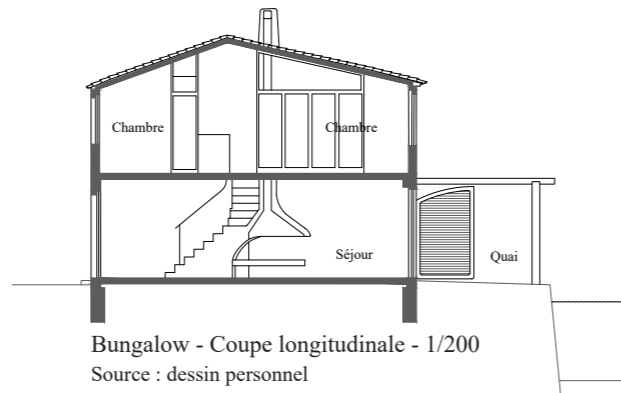 Chambre
Chambre
Séjour
Quai
Bungalow - Coupe longitudinale - 1/200
Source : dessin personnel